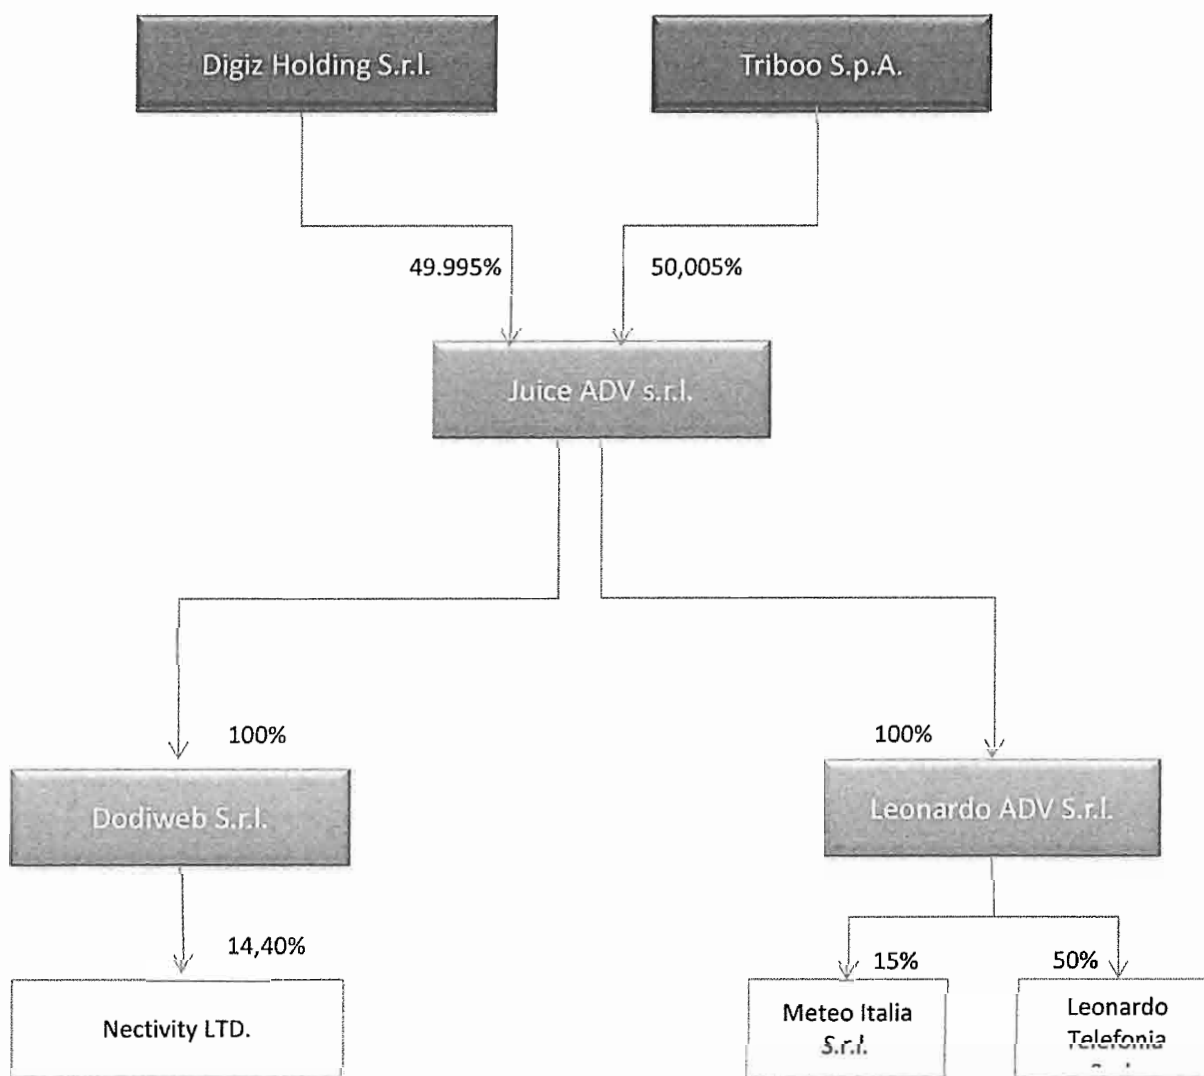 Digiz Holding S.r.l.
Triboo S.p.A.
49.995%
50,005%
Juice ADV s.r.l.
100%
100%
Dodiweb S.r.l.
Leonardo ADV S.r.l.
14,40%
15%
50%
Nectivity LTD.
Meteo Italia
S.r.l.
Leonardo
Telefonia